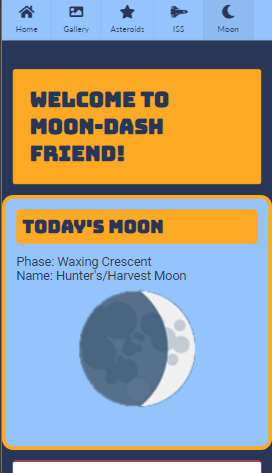 Home Gallery Asteroids ISS Moon
WELCOME TO
MOON-DASH
FRIEND!
TODAY'S MOON
Phase: Waxing Crescent
Name: Hunter's/Harvest Moon